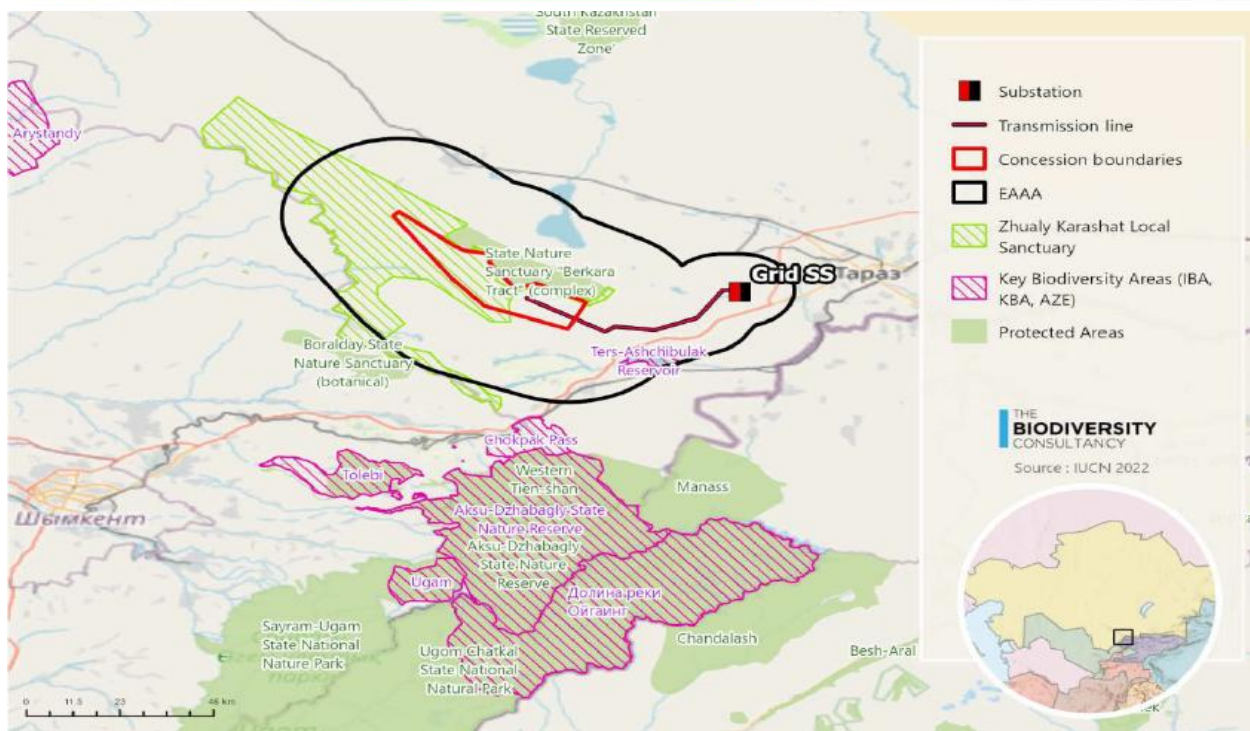 South Kazakhstan
State Reserved
Zone'
Arystandy
State Nature
Sanctuary "Berkara
Tract" (complex)
Grid SS
Тараз
Boralday State
Nature Sanctuary
(botanical)
Ters-Ashchibulak
Reservoir
Chokpak Pass
Tolebi
Western
Tien-shan
Manass
Шымкент
Aksu-Dzhabagly State
Nature Reserve
Aksu-Dzhabagly
State Nature
Reserve
Ugam
Долина реки
Ойгаинг
Sayram-Ugam
State National
Nature Park
Ugom-Chatkal
State National
Natural Park
Chandalash
Besh-Aral
0 11.5 23 46 km
Substation
Transmission line
Concession boundaries
EAAA
Zhualy Karashat Local
Sanctuary
Key Biodiversity Areas (IBA,
KBA, AZE)
Protected Areas
THE
BIODIVERSITY
CONSULTANCY
Source : IUCN 2022